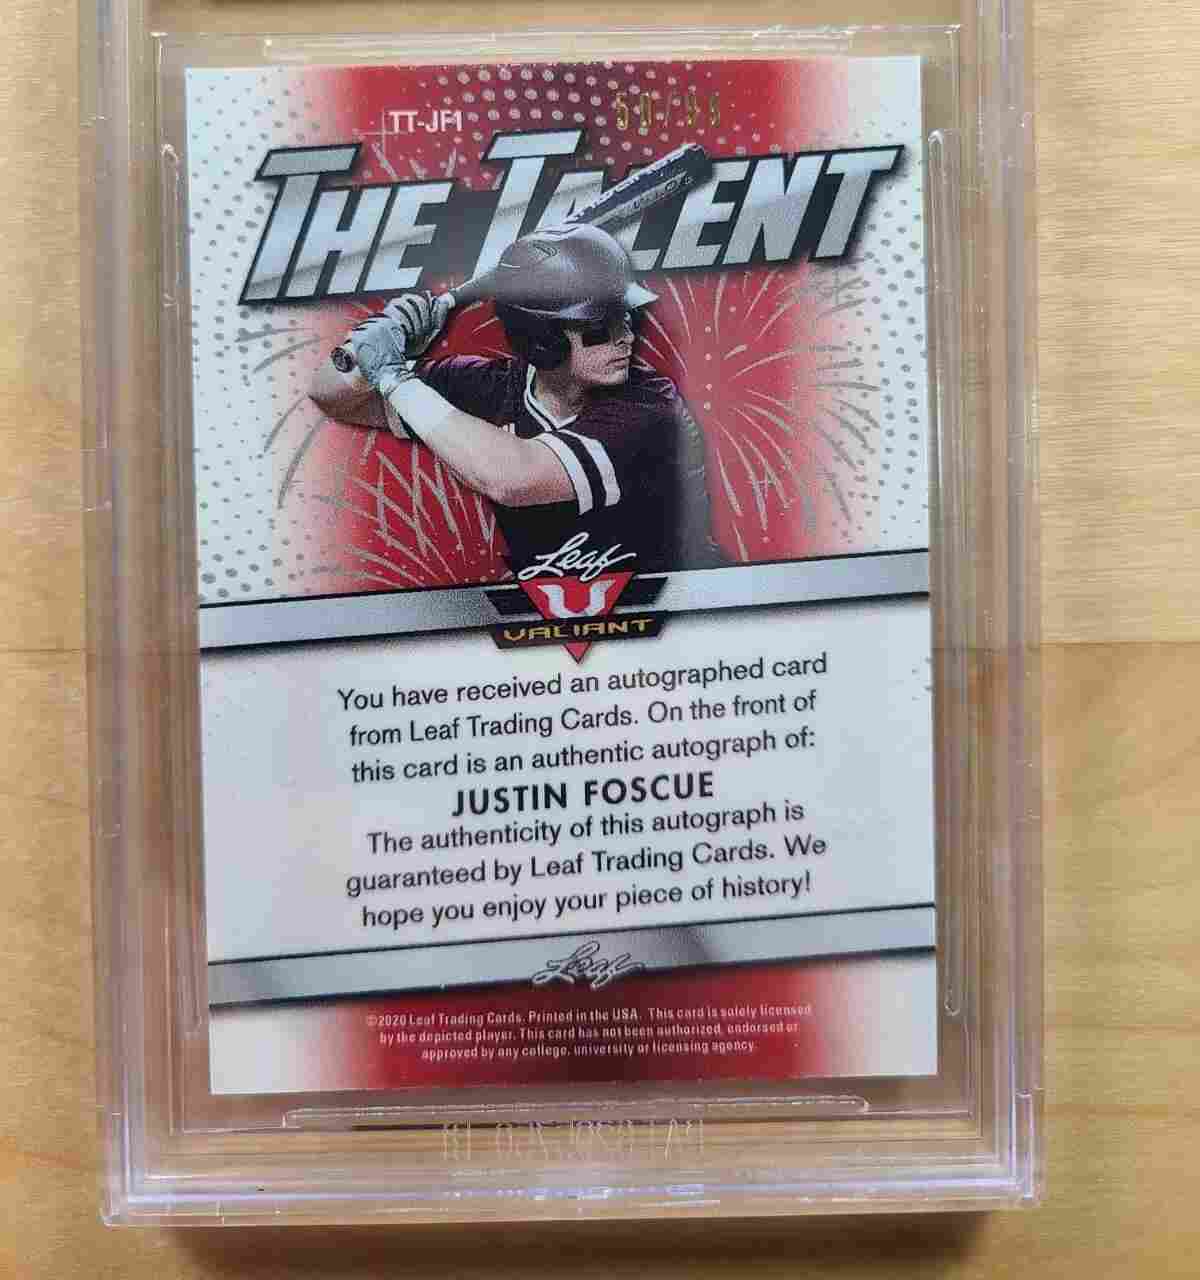 TT-JF1
THE TALENT
Leaf
VALIANT
You have received an autographed card
from Leaf Trading Cards. On the front of
this card is an authentic autograph of:
JUSTIN FOSCUE
The authenticity of this autograph is
guaranteed by Leaf Trading Cards. We
hope you enjoy your piece of history!
Leaf
©2020 Leaf Trading Cards. Printed in the USA. This card is solely licensed
by the depicted player. This card has not been authorized, endorsed or
approved by any college, university or licensing agency.